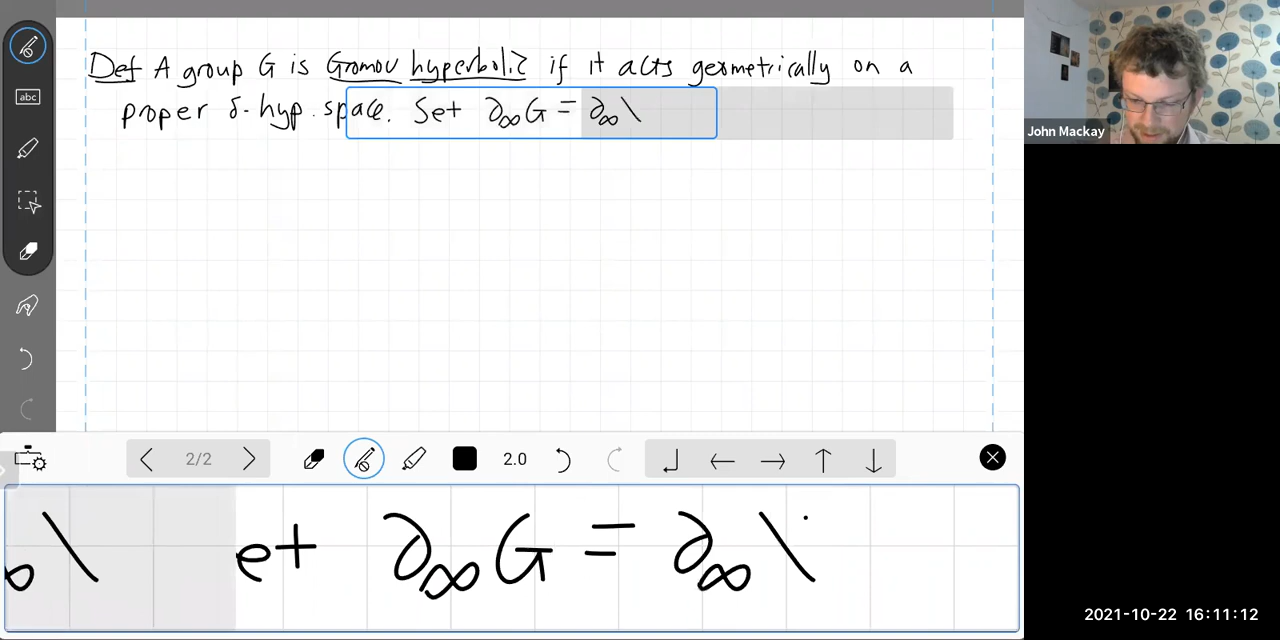 Def A group G is Gromov hyperbolic if it acts geometrically on a
proper δ-hyp. space. Set ∂∞G = ∂∞\
abc
John Mackay
2/2
2.0
∞ \ et ∂∞G = ∂∞\
2021-10-22 16:11:12